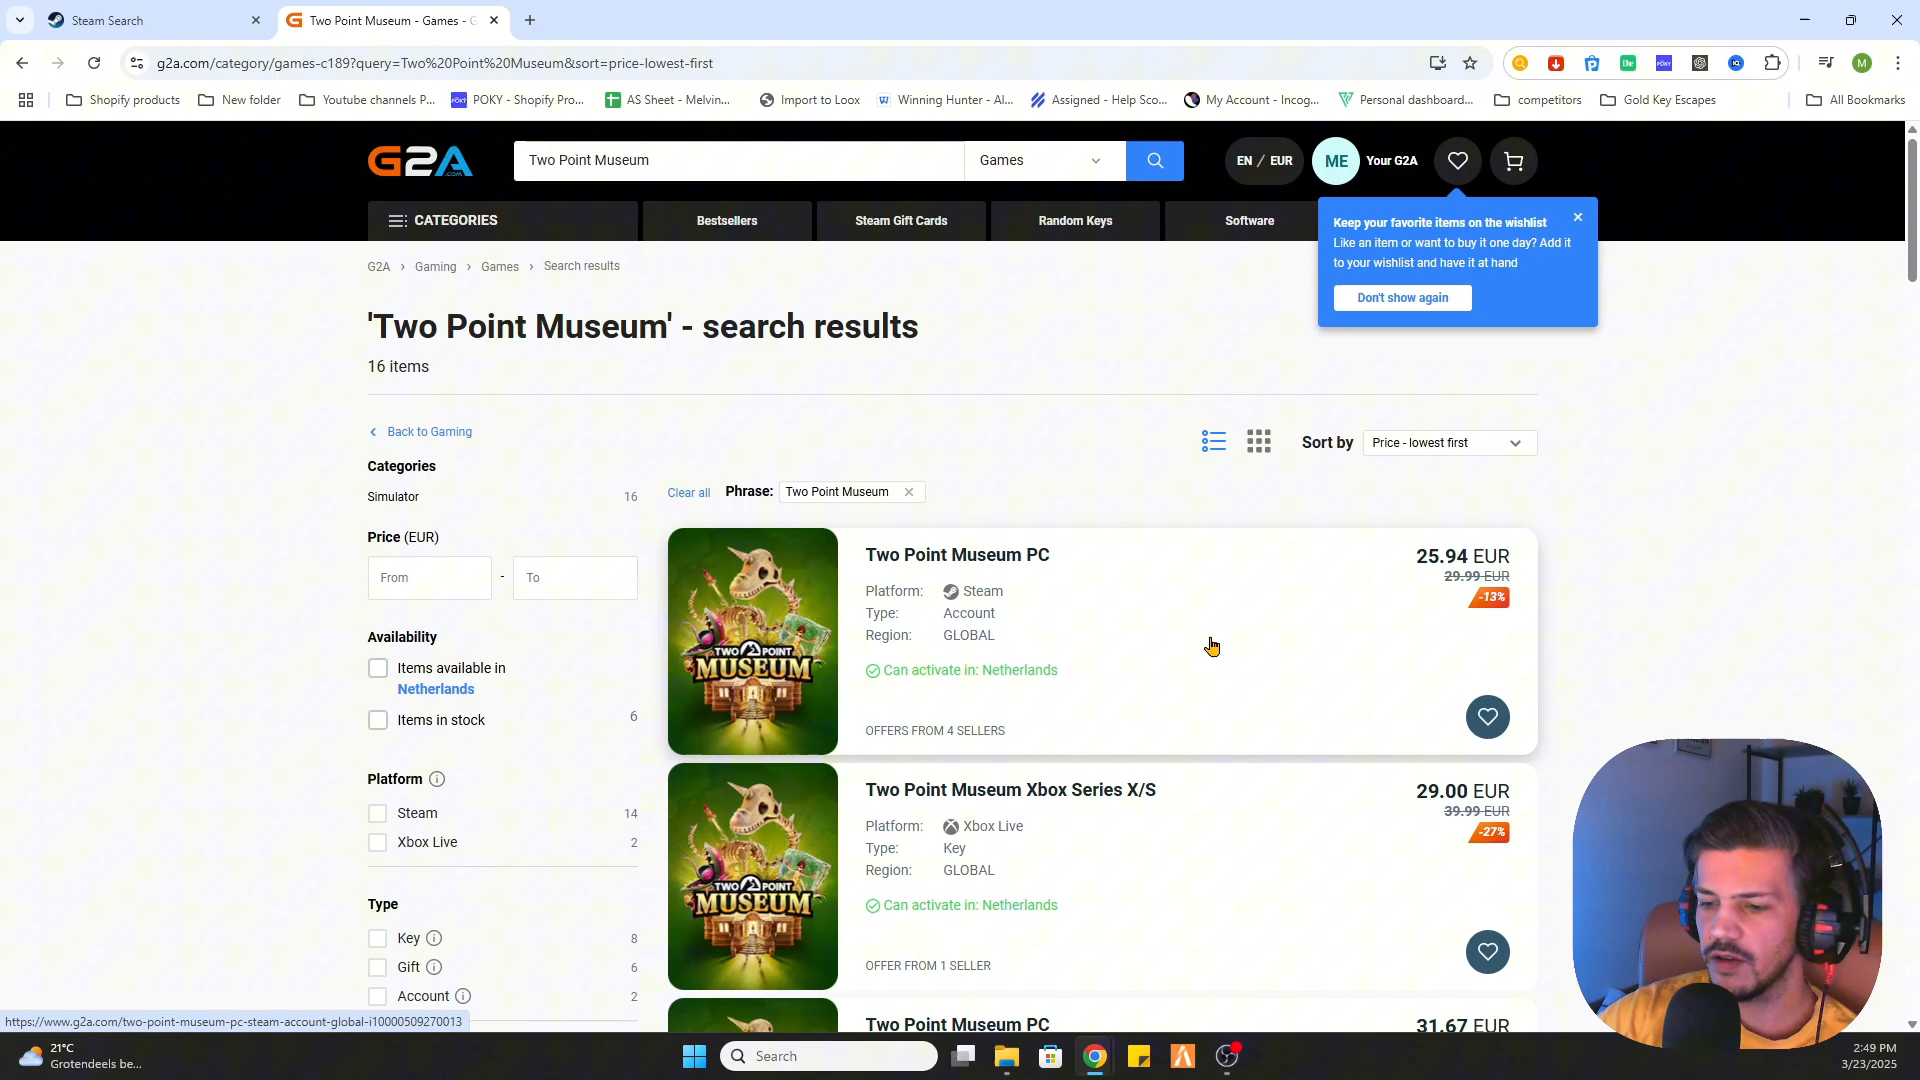 Steam Search
Two Point Museum - Games - G
g2a.com/category/games-c189?query=Two%20Point%20Museum&sort=price-lowest-first
M
Shopify products
New folder
Youtube channels P...
POKY - Shopify Pro...
AS Sheet - Melvin...
Import to Loox
Winning Hunter - Al...
Assigned - Help Sco...
My Account - Incog...
Personal dashboard...
competitors
Gold Key Escapes
All Bookmarks
G2A.COM
Two Point Museum
Games
EN / EUR
ME
Your G2A
CATEGORIES
Bestsellers
Steam Gift Cards
Random Keys
Software
Keep your favorite items on the wishlist
Like an item or want to buy it one day? Add it
to your wishlist and have it at hand
Don't show again
G2A > Gaming > Games > Search results
'Two Point Museum' - search results
16 items
Back to Gaming
Sort by
Price - lowest first
Categories
Simulator 16
Clear all
Phrase: Two Point Museum
Price (EUR)
From - To
Availability
Items available in
Netherlands
Items in stock 6
Platform
Steam 14
Xbox Live 2
Type
Key 8
Gift 6
Account 2
TWO POINT
MUSEUM
Two Point Museum PC
Platform: Steam
Type: Account
Region: GLOBAL
Can activate in: Netherlands
OFFERS FROM 4 SELLERS
25.94 EUR
29.99 EUR
-13%
TWO POINT
MUSEUM
Two Point Museum Xbox Series X/S
Platform: Xbox Live
Type: Key
Region: GLOBAL
Can activate in: Netherlands
OFFER FROM 1 SELLER
29.00 EUR
39.99 EUR
-27%
Two Point Museum PC
31.67 EUR
https://www.g2a.com/two-point-museum-pc-steam-account-global-i10000509270013
21°C
Grotendeels be...
Search
2:49 PM
3/23/2025